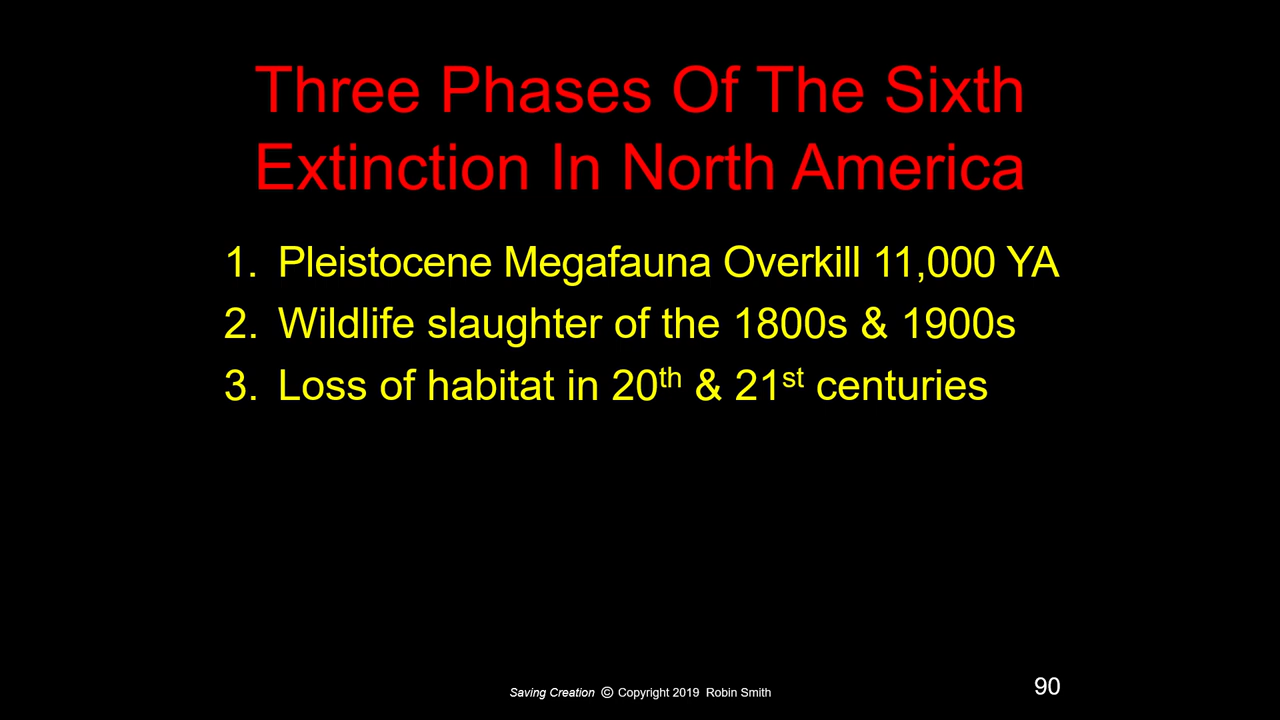 Three Phases Of The Sixth
Extinction In North America
1. Pleistocene Megafauna Overkill 11,000 YA
2. Wildlife slaughter of the 1800s & 1900s
3. Loss of habitat in 20th & 21st centuries
Saving Creation © Copyright 2019 Robin Smith
90